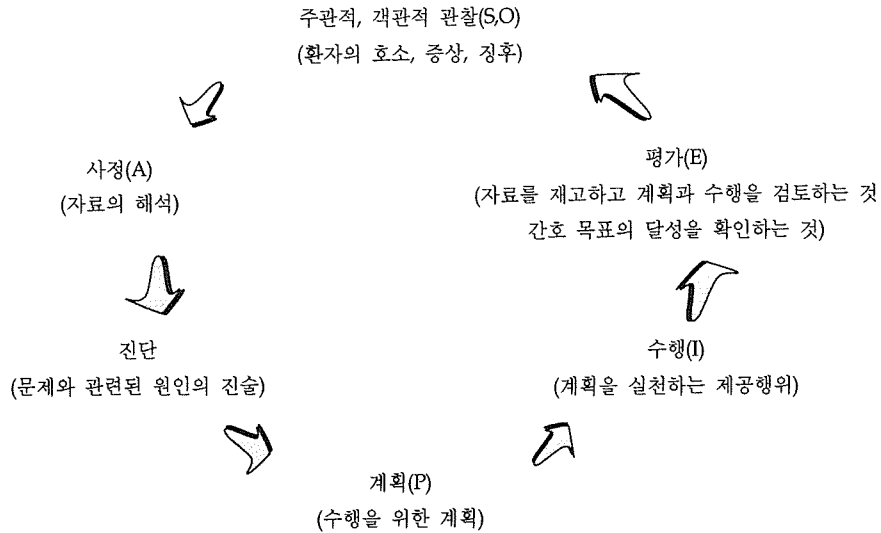 주관적, 객관적 관찰(S,O)
(환자의 호소, 증상, 징후)
사정(A)
(자료의 해석)
진단
(문제와 관련된 원인의 진술)
계획(P)
(수행을 위한 계획)
수행(I)
(계획을 실천하는 제공행위)
평가(E)
(자료를 재고하고 계획과 수행을 검토하는 것
간호 목표의 달성을 확인하는 것)